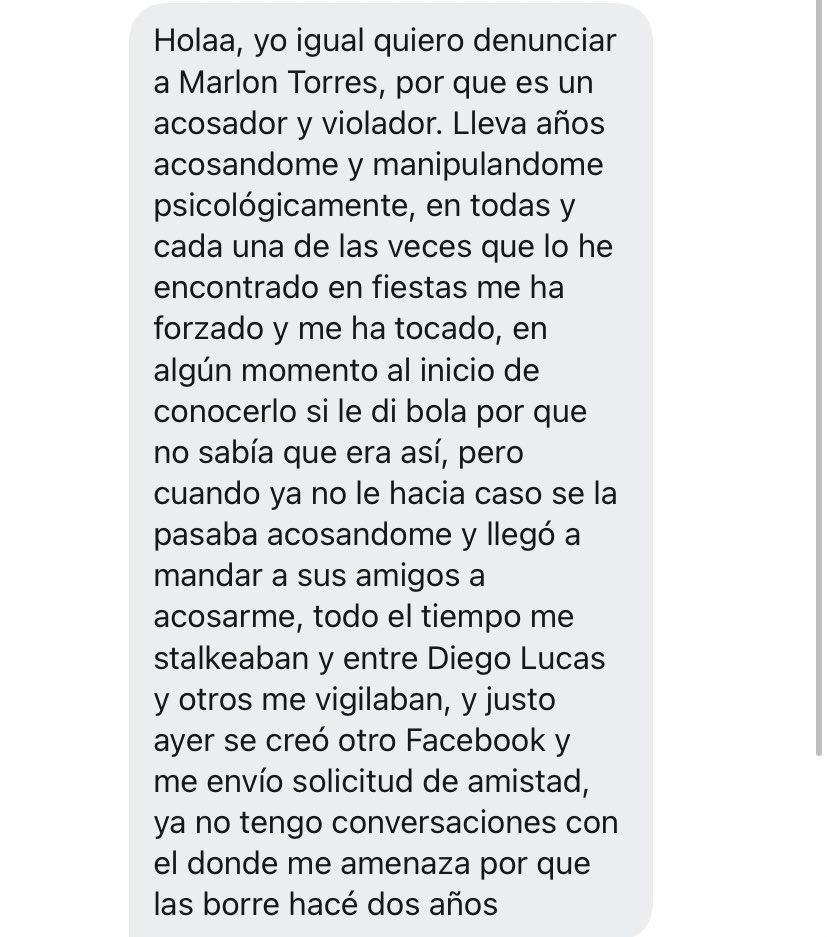 Holaa, yo igual quiero denunciar
a Marlon Torres, por que es un
acosador y violador. Lleva años
acosandome y manipulandome
psicológicamente, en todas y
cada una de las veces que lo he
encontrado en fiestas me ha
forzado y me ha tocado, en
algún momento al inicio de
conocerlo si le di bola por que
no sabía que era así, pero
cuando ya no le hacia caso se la
pasaba acosandome y llegó a
mandar a sus amigos a
acosarme, todo el tiempo me
stalkeaban y entre Diego Lucas
y otros me vigilaban, y justo
ayer se creó otro Facebook y
me envío solicitud de amistad,
ya no tengo conversaciones con
el donde me amenaza por que
las borre hacé dos años